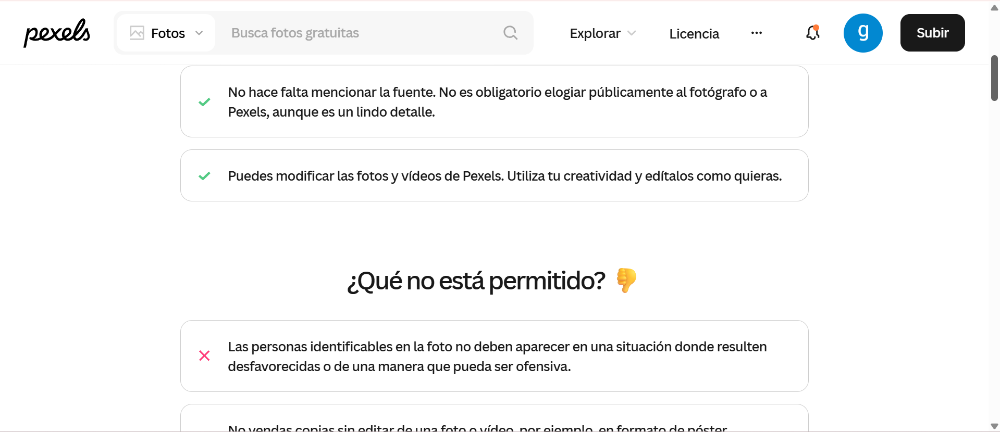 pexels
Fotos
Busca fotos gratuitas
Explorar
Licencia
...
g
Subir
No hace falta mencionar la fuente. No es obligatorio elogiar públicamente al fotógrafo o a
Pexels, aunque es un lindo detalle.
Puedes modificar las fotos y vídeos de Pexels. Utiliza tu creatividad y edítalos como quieras.
¿Qué no está permitido? 👎
Las personas identificables en la foto no deben aparecer en una situación donde resulten
desfavorecidas o de una manera que pueda ser ofensiva.
No vendas copias sin editar de una foto o vídeo, por ejemplo, en formato de póster,